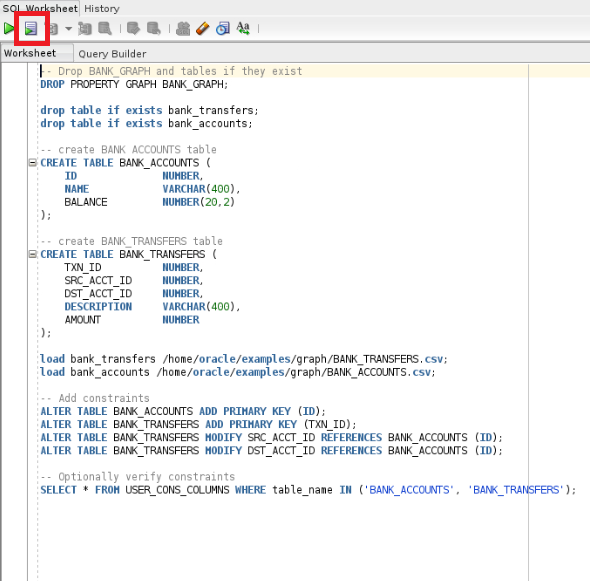 SQL Worksheet History
Worksheet Query Builder
-- Drop BANK_GRAPH and tables if they exist
DROP PROPERTY GRAPH BANK_GRAPH;
drop table if exists bank_transfers;
drop table if exists bank_accounts;
-- create BANK ACCOUNTS table
CREATE TABLE BANK_ACCOUNTS (
ID NUMBER,
NAME VARCHAR(400),
BALANCE NUMBER(20,2)
);
-- create BANK_TRANSFERS table
CREATE TABLE BANK_TRANSFERS (
TXN_ID NUMBER,
SRC_ACCT_ID NUMBER,
DST_ACCT_ID NUMBER,
DESCRIPTION VARCHAR(400),
AMOUNT NUMBER
);
load bank_transfers /home/oracle/examples/graph/BANK_TRANSFERS.csv;
load bank_accounts /home/oracle/examples/graph/BANK_ACCOUNTS.csv;
-- Add constraints
ALTER TABLE BANK_ACCOUNTS ADD PRIMARY KEY (ID);
ALTER TABLE BANK_TRANSFERS ADD PRIMARY KEY (TXN_ID);
ALTER TABLE BANK_TRANSFERS MODIFY SRC_ACCT_ID REFERENCES BANK_ACCOUNTS (ID);
ALTER TABLE BANK_TRANSFERS MODIFY DST_ACCT_ID REFERENCES BANK_ACCOUNTS (ID);
-- Optionally verify constraints
SELECT * FROM USER_CONS_COLUMNS WHERE table_name IN ('BANK_ACCOUNTS', 'BANK_TRANSFERS');